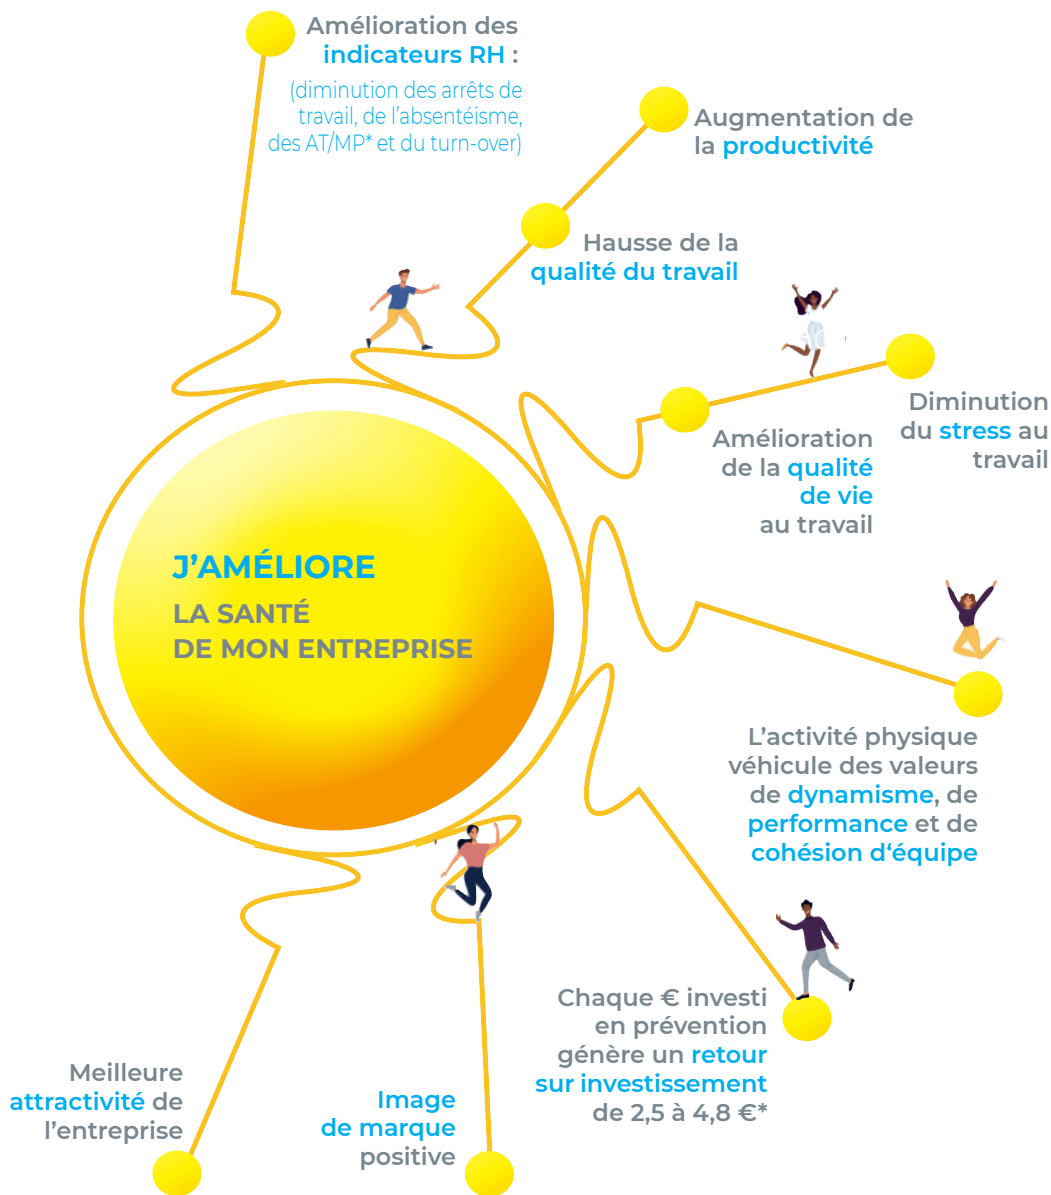 Amélioration des
indicateurs RH :
(diminution des arrêts de
travail, de l’absentéisme,
des AT/MP* et du turn-over)
Augmentation de
la productivité
Hausse de la
qualité du travail
Diminution
du stress au
travail
Amélioration
de la qualité
de vie
au travail
J’AMÉLIORE
LA SANTÉ
DE MON ENTREPRISE
L’activité physique
véhicule des valeurs
de dynamisme, de
performance et de
cohésion d‘équipe
Chaque € investi
en prévention
génère un retour
sur investissement
de 2,5 à 4,8 €*
Meilleure
attractivité de
l’entreprise
Image
de marque
positive